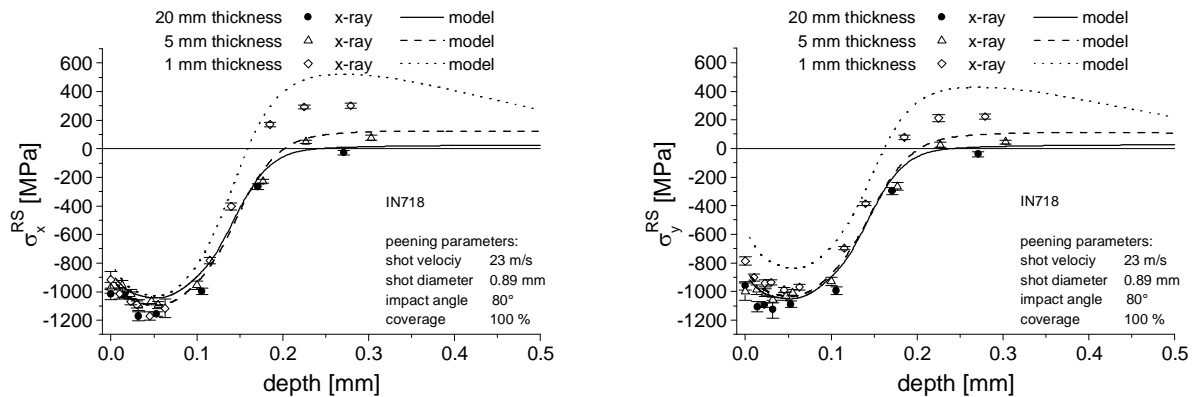 20 mm thickness x-ray model
5 mm thickness x-ray model
1 mm thickness x-ray model
600
400
200
0
-200
-400
-600
-800
-1000
-1200
σxRS [MPa]
IN718
peening parameters:
shot velociy 23 m/s
shot diameter 0.89 mm
impact angle 80°
coverage 100 %
0.0 0.1 0.2 0.3 0.4 0.5
depth [mm]
20 mm thickness x-ray model
5 mm thickness x-ray model
1 mm thickness x-ray model
600
400
200
0
-200
-400
-600
-800
-1000
-1200
σyRS [MPa]
IN718
peening parameters:
shot velociy 23 m/s
shot diameter 0.89 mm
impact angle 80°
coverage 100 %
0.0 0.1 0.2 0.3 0.4 0.5
depth [mm]